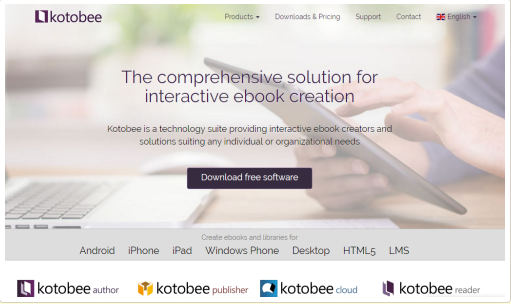 kotobee
Products Downloads & Pricing Support Contact English
The comprehensive solution for
interactive ebook creation
Kotobee is a technology suite providing interactive ebook creators and
solutions suiting any individual or organizational needs
Download free software
Create ebooks and libraries for
Android iPhone iPad Windows Phone Desktop HTML5 LMS
kotobee author kotobee publisher kotobee cloud kotobee reader